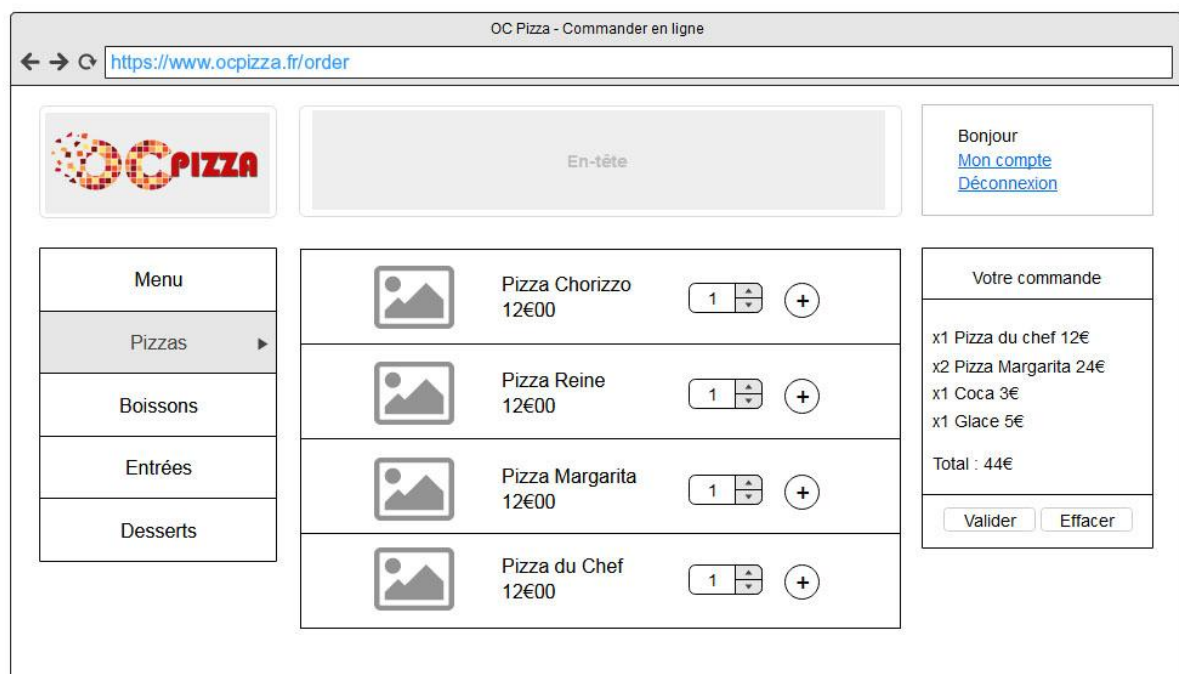 OC Pizza - Commander en ligne
https://www.ocpizza.fr/order
OCPIZZA
En-tête
Bonjour
Mon compte
Déconnexion
Menu
Pizzas
Boissons
Entrées
Desserts
Pizza Chorizzo
12€00
1
+
Pizza Reine
12€00
1
+
Pizza Margarita
12€00
1
+
Pizza du Chef
12€00
1
+
Votre commande
x1 Pizza du chef 12€
x2 Pizza Margarita 24€
x1 Coca 3€
x1 Glace 5€
Total : 44€
Valider
Effacer